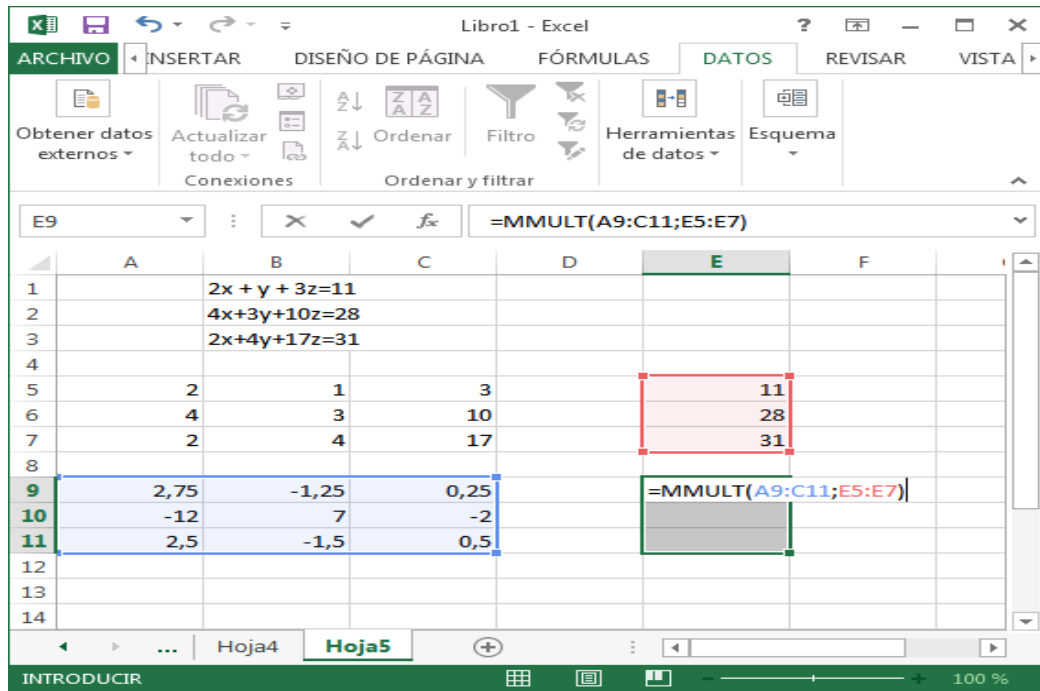 Libro1 - Excel
ARCHIVO INSERTAR DISEÑO DE PÁGINA FÓRMULAS DATOS REVISAR VISTA
Obtener datos externos
Actualizar todo
Ordenar
Filtro
Herramientas de datos
Esquema
Conexiones
Ordenar y filtrar
E9 fx =MMULT(A9:C11;E5:E7)
A B C D E F
1 2x + y + 3z=11
2 4x+3y+10z=28
3 2x+4y+17z=31
4
5 2 1 3 11
6 4 3 10 28
7 2 4 17 31
8
9 2,75 -1,25 0,25 =MMULT(A9:C11;E5:E7)
10 -12 7 -2
11 2,5 -1,5 0,5
12
13
14
... Hoja4 Hoja5
INTRODUCIR 100 %